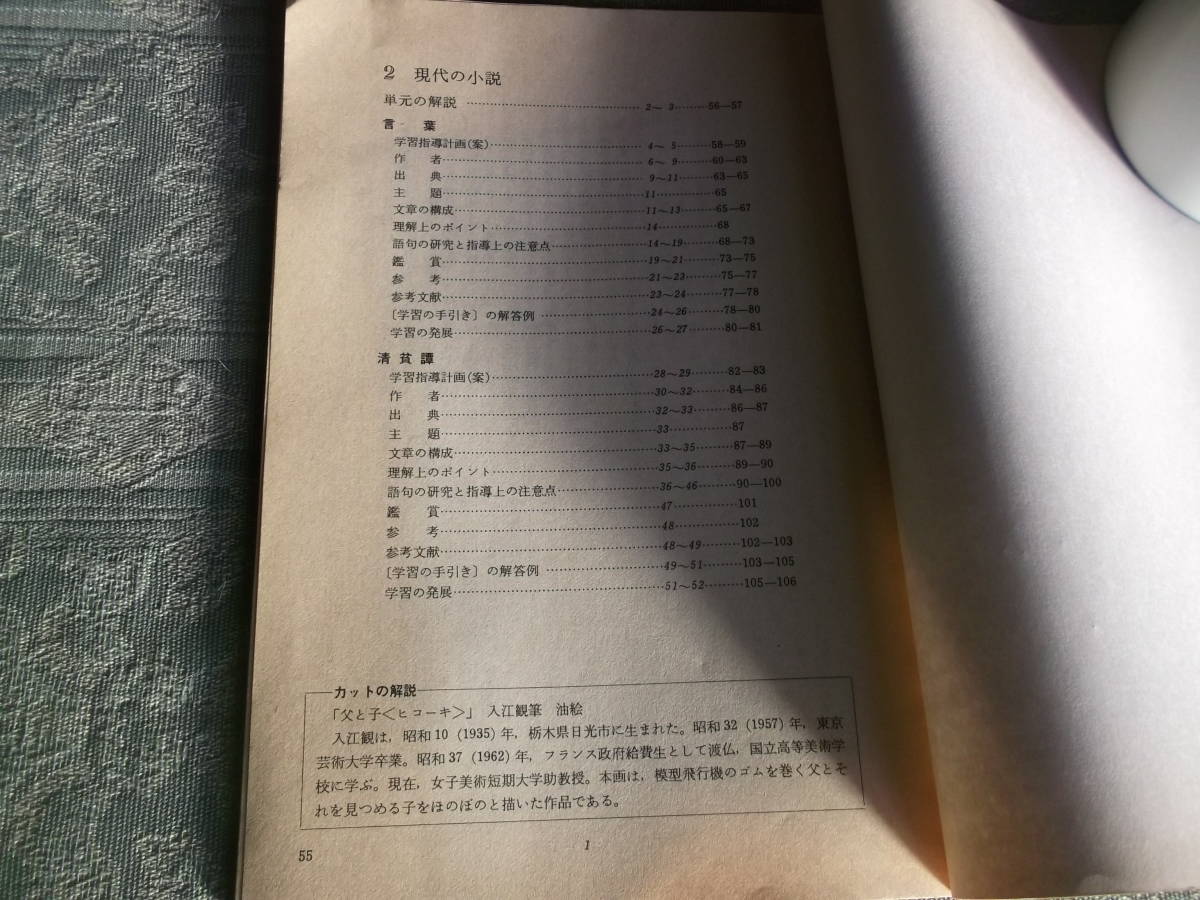 2 現代の小説
単元の解説 …… 2～ 3 …… 56—57
言 葉
学習指導計画(案) …… 4～ 5 …… 58—59
作 者 …… 6～ 9 …… 60—63
出 典 …… 9～11 …… 63—65
主 題 …… 11 …… 65
文章の構成 …… 11～13 …… 65—67
理解上のポイント …… 14 …… 68
語句の研究と指導上の注意点 …… 14～19 …… 68—73
鑑 賞 …… 19～21 …… 73—75
参 考 …… 21～23 …… 75—77
参考文献 …… 23～24 …… 77—78
〔学習の手引き〕の解答例 …… 24～26 …… 78—80
学習の発展 …… 26～27 …… 80—81
清 貧 譚
学習指導計画(案) …… 28～29 …… 82—83
作 者 …… 30～32 …… 84—86
出 典 …… 32～33 …… 86—87
主 題 …… 33 …… 87
文章の構成 …… 33～35 …… 87—89
理解上のポイント …… 35～36 …… 89—90
語句の研究と指導上の注意点 …… 36～46 …… 90—100
鑑 賞 …… 47 …… 101
参 考 …… 48 …… 102
参考文献 …… 48～49 …… 102—103
〔学習の手引き〕の解答例 …… 49～51 …… 103—105
学習の発展 …… 51～52 …… 105—106
カットの解説
「父と子＜ヒコーキ＞」 入江観筆 油絵
入江観は，昭和10 (1935) 年，栃木県日光市に生まれた。昭和32 (1957) 年，東京
芸術大学卒業。昭和37 (1962) 年，フランス政府給費生として渡仏，国立高等美術学
校に学ぶ。現在，女子美術短期大学助教授。本画は，模型飛行機のゴムを巻く父とそ
れを見つめる子をほのぼのと描いた作品である。
55
1